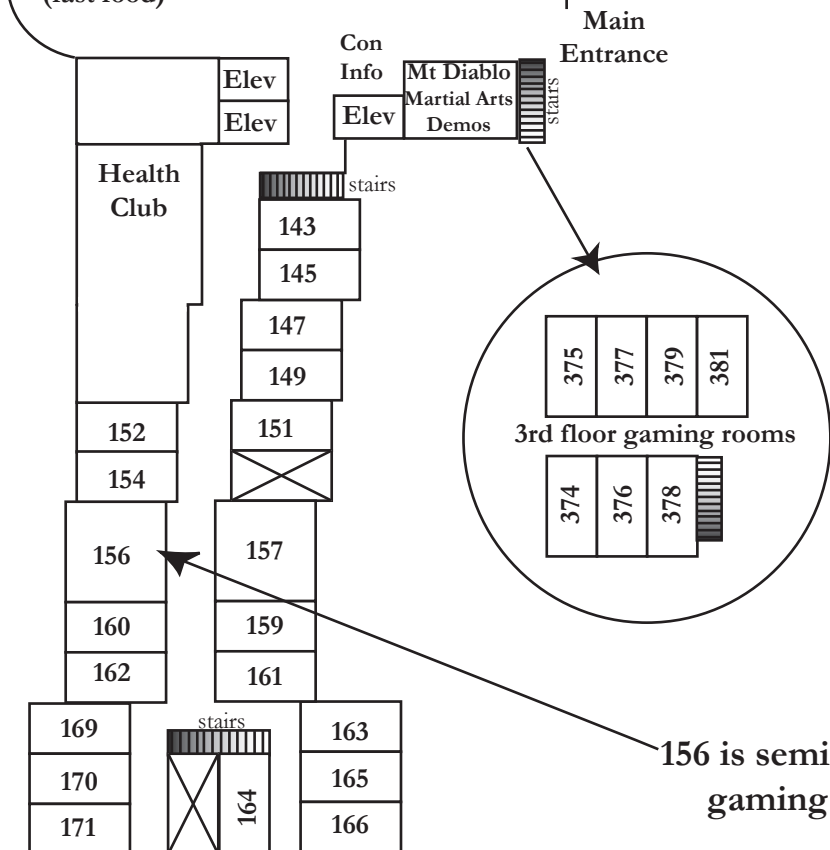 (fast food)
Main
Entrance
Con
Info
Elev
Elev
Elev
Mt Diablo
Martial Arts
Demos
stairs
Health
Club
stairs
143
145
147
149
151
152
154
156
157
160
159
162
161
375
377
379
381
3rd floor gaming rooms
374
376
378
169
170
171
stairs
164
163
165
166
156 is semi
gaming